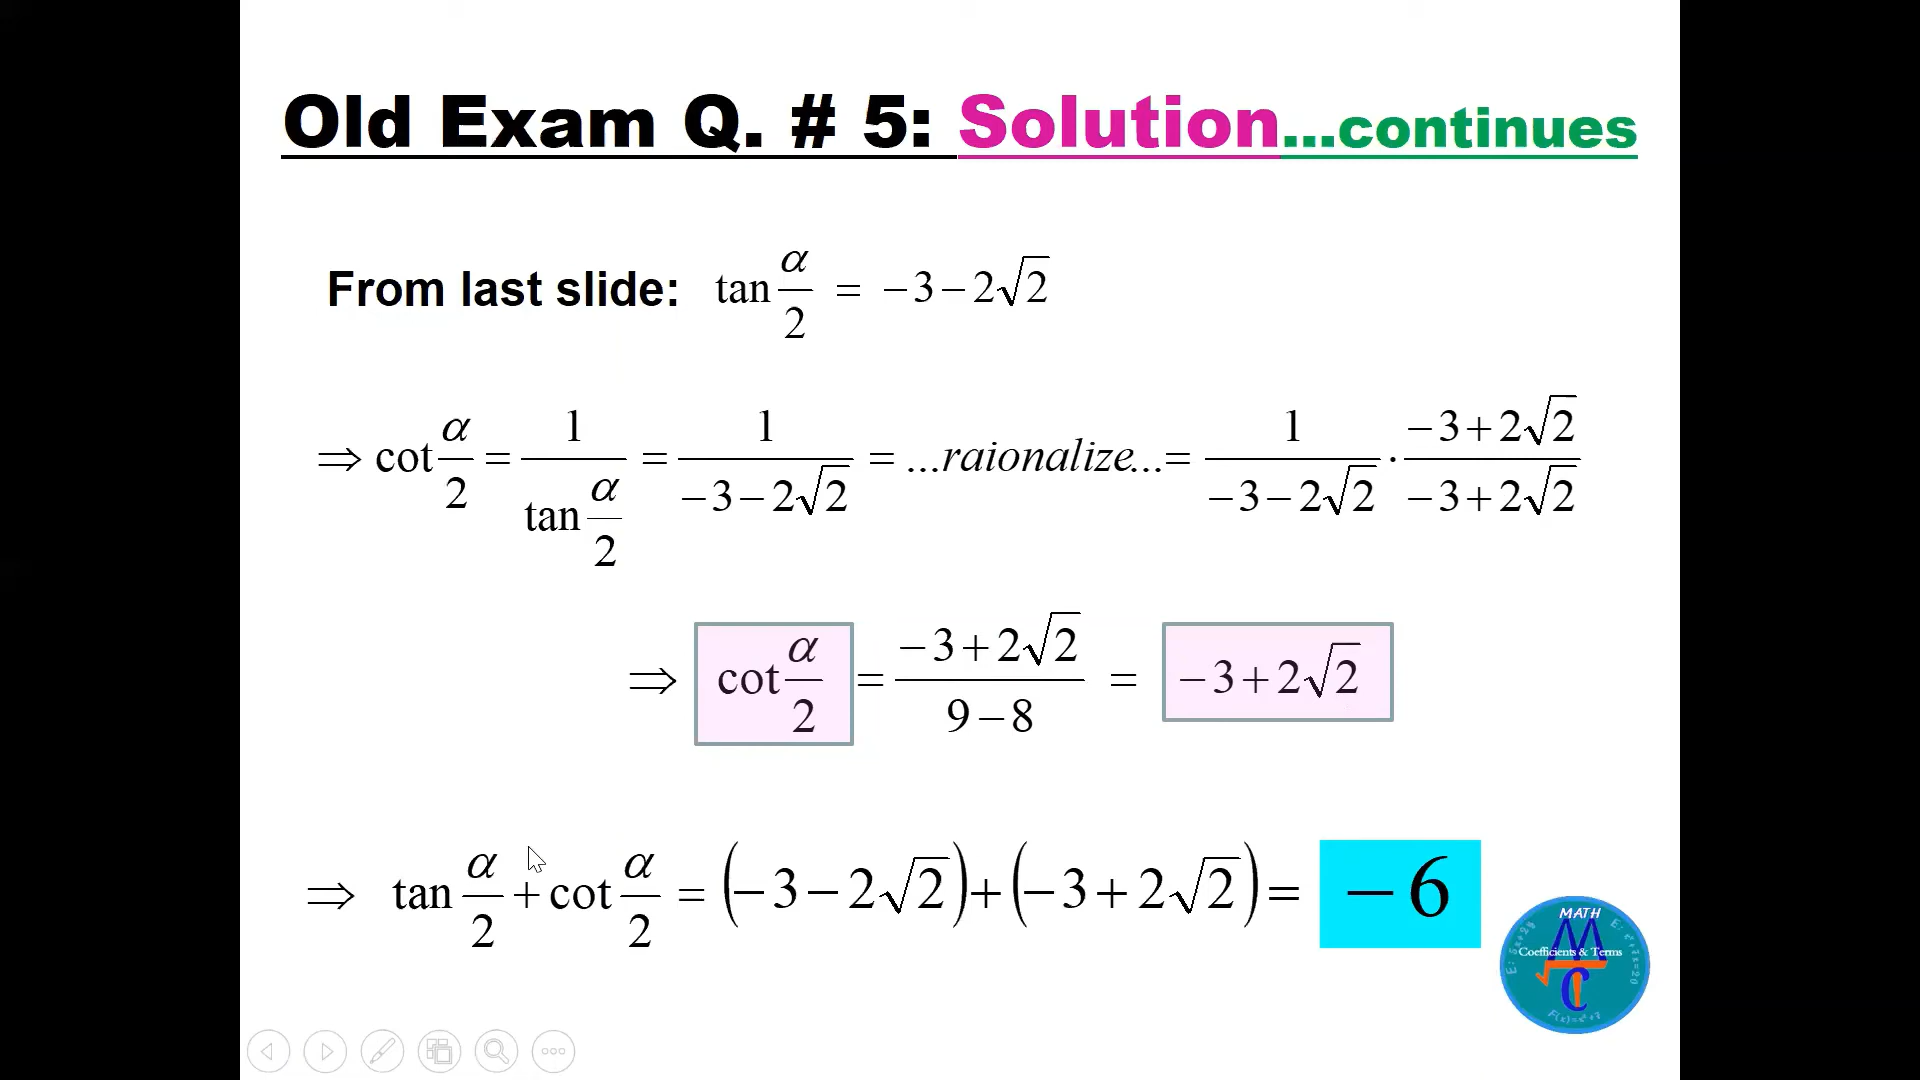 Old Exam Q. # 5: Solution...continues
From last slide: tan α/2 = −3−2√2
⇒ cot α/2 = 1/(tan α/2) = 1/(−3−2√2) = ...raionalize... = 1/(−3−2√2) · (−3+2√2)/(−3+2√2)
⇒ cot α/2 = (−3+2√2)/(9−8) = −3+2√2
⇒ tan α/2 + cot α/2 = (−3−2√2)+(−3+2√2) = −6
MATH
Coefficients & Terms